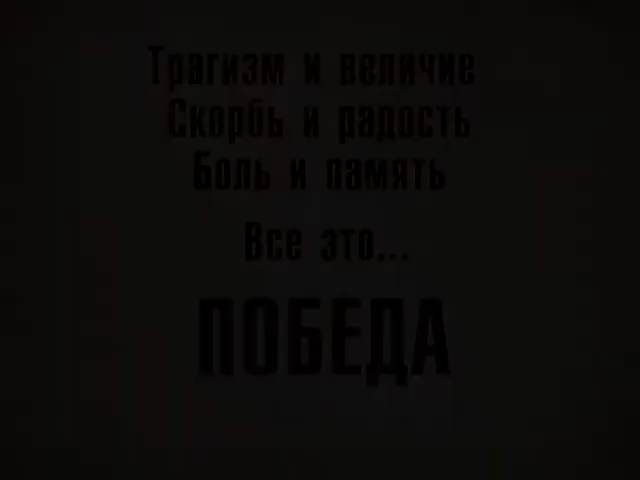 Трагизм и величие
Скорбь и радость
Боль и память
Все это...
ПОБЕДА